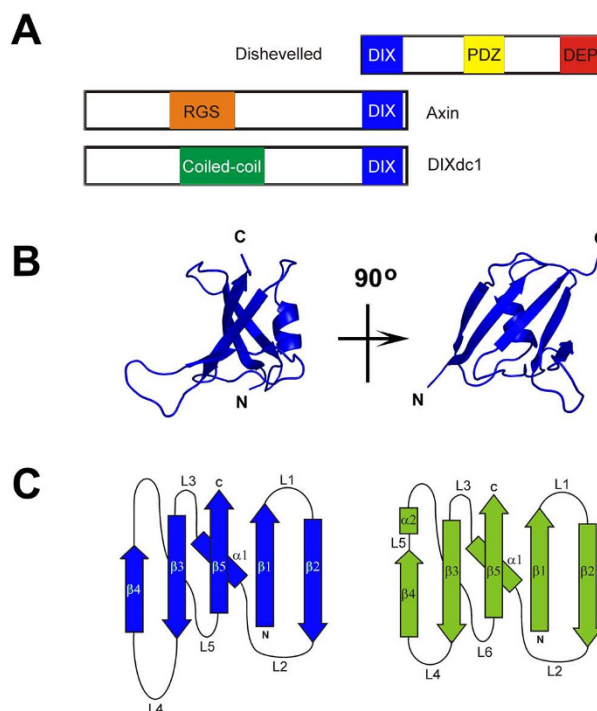 A
Dishevelled DIX PDZ DEP
RGS DIX Axin
Coiled-coil DIX DIXdc1
B
C
90º
N
N
C
L3 C L1
β4 β3 β5 α1 β1 β2
N
L5 L2
L4
L3 C L1
α2
L5
β4 β3 β5 α1 β1 β2
N
L4 L6 L2